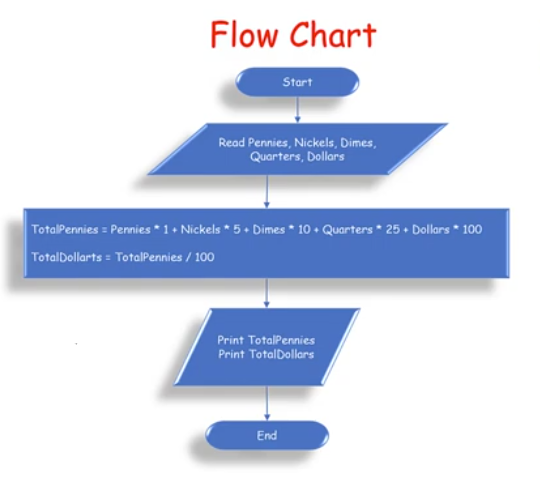 Flow Chart
Start
Read Pennies, Nickels, Dimes,
Quarters, Dollars
TotalPennies = Pennies * 1 + Nickels * 5 + Dimes * 10 + Quarters * 25 + Dollars * 100
TotalDollarts = TotalPennies / 100
Print TotalPennies
Print TotalDollars
End